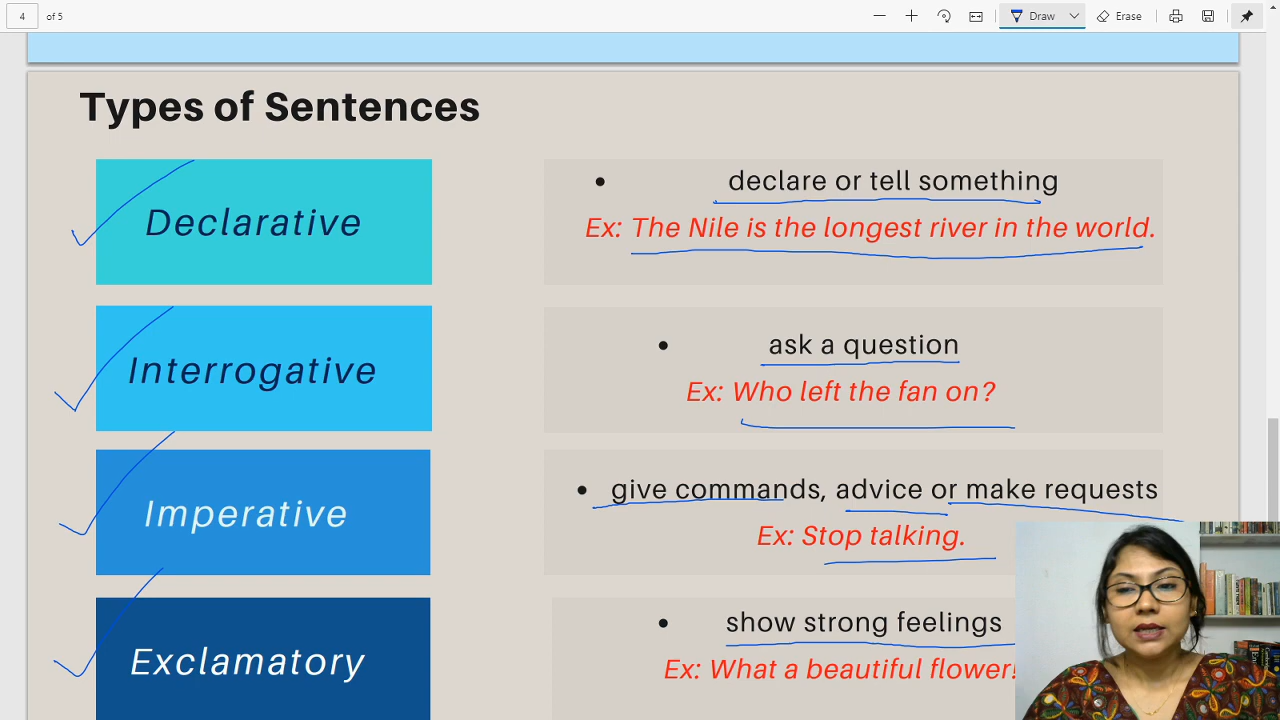 4 of 5
Draw
Erase
Types of Sentences
Declarative
• declare or tell something
Ex: The Nile is the longest river in the world.
Interrogative
• ask a question
Ex: Who left the fan on?
Imperative
• give commands, advice or make requests
Ex: Stop talking.
Exclamatory
• show strong feelings
Ex: What a beautiful flower!